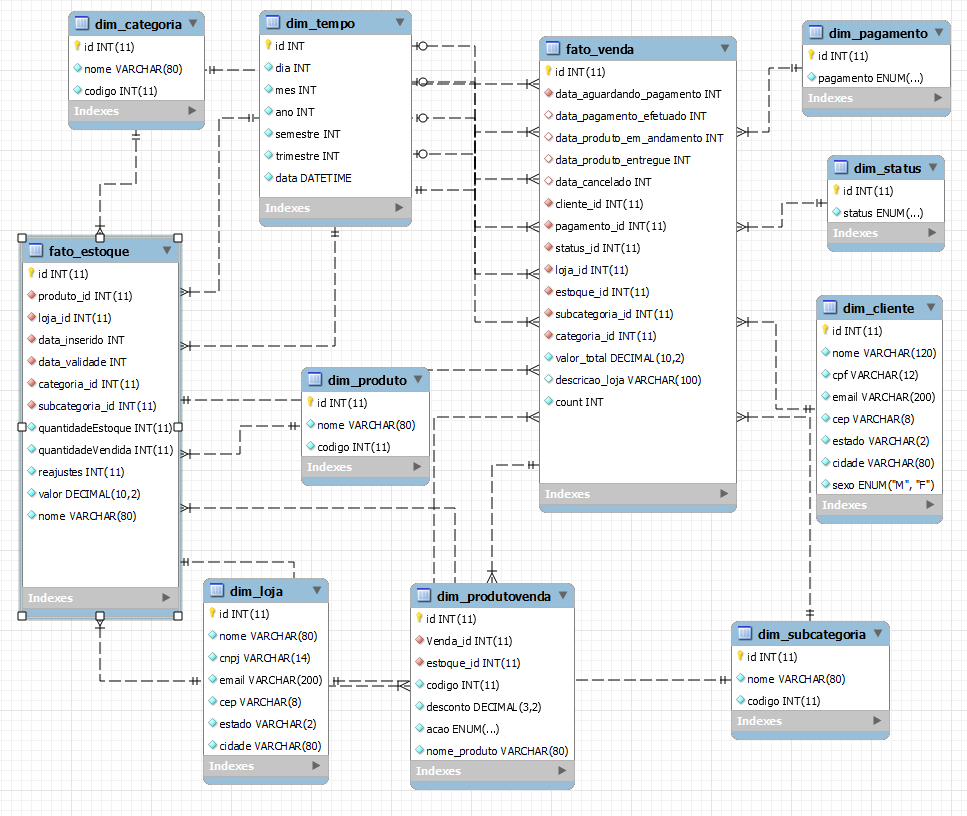 dim_categoria
id INT(11)
nome VARCHAR(80)
codigo INT(11)
Indexes
dim_tempo
id INT
dia INT
mes INT
ano INT
semestre INT
trimestre INT
data DATETIME
Indexes
fato_venda
id INT(11)
data_aguardando_pagamento INT
data_pagamento_efetuado INT
data_produto_em_andamento INT
data_produto_entregue INT
data_cancelado INT
cliente_id INT(11)
pagamento_id INT(11)
status_id INT(11)
loja_id INT(11)
estoque_id INT(11)
subcategoria_id INT(11)
categoria_id INT(11)
valor_total DECIMAL(10,2)
descricao_loja VARCHAR(100)
count INT
Indexes
dim_pagamento
id INT(11)
pagamento ENUM(...)
Indexes
dim_status
id INT(11)
status ENUM(...)
Indexes
fato_estoque
id INT(11)
produto_id INT(11)
loja_id INT(11)
data_inserido INT
data_validade INT
categoria_id INT(11)
subcategoria_id INT(11)
quantidadeEstoque INT(11)
quantidadeVendida INT(11)
reajustes INT(11)
valor DECIMAL(10,2)
nome VARCHAR(80)
Indexes
dim_produto
id INT(11)
nome VARCHAR(80)
codigo INT(11)
Indexes
dim_cliente
id INT(11)
nome VARCHAR(120)
cpf VARCHAR(12)
email VARCHAR(200)
cep VARCHAR(8)
estado VARCHAR(2)
cidade VARCHAR(80)
sexo ENUM("M", "F")
Indexes
dim_loja
id INT(11)
nome VARCHAR(80)
cnpj VARCHAR(14)
email VARCHAR(200)
cep VARCHAR(8)
estado VARCHAR(2)
cidade VARCHAR(80)
Indexes
dim_produtovenda
id INT(11)
Venda_id INT(11)
estoque_id INT(11)
codigo INT(11)
desconto DECIMAL(3,2)
acao ENUM(...)
nome_produto VARCHAR(80)
Indexes
dim_subcategoria
id INT(11)
nome VARCHAR(80)
codigo INT(11)
Indexes